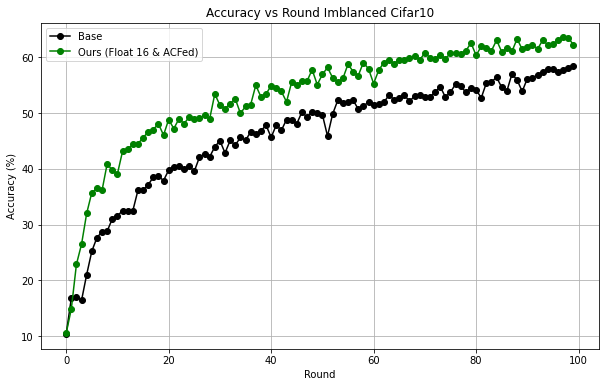 Accuracy vs Round Imblanced Cifar10
Base
Ours (Float 16 & ACFed)
Accuracy (%)
60
50
40
30
20
10
0
20
40
60
80
100
Round